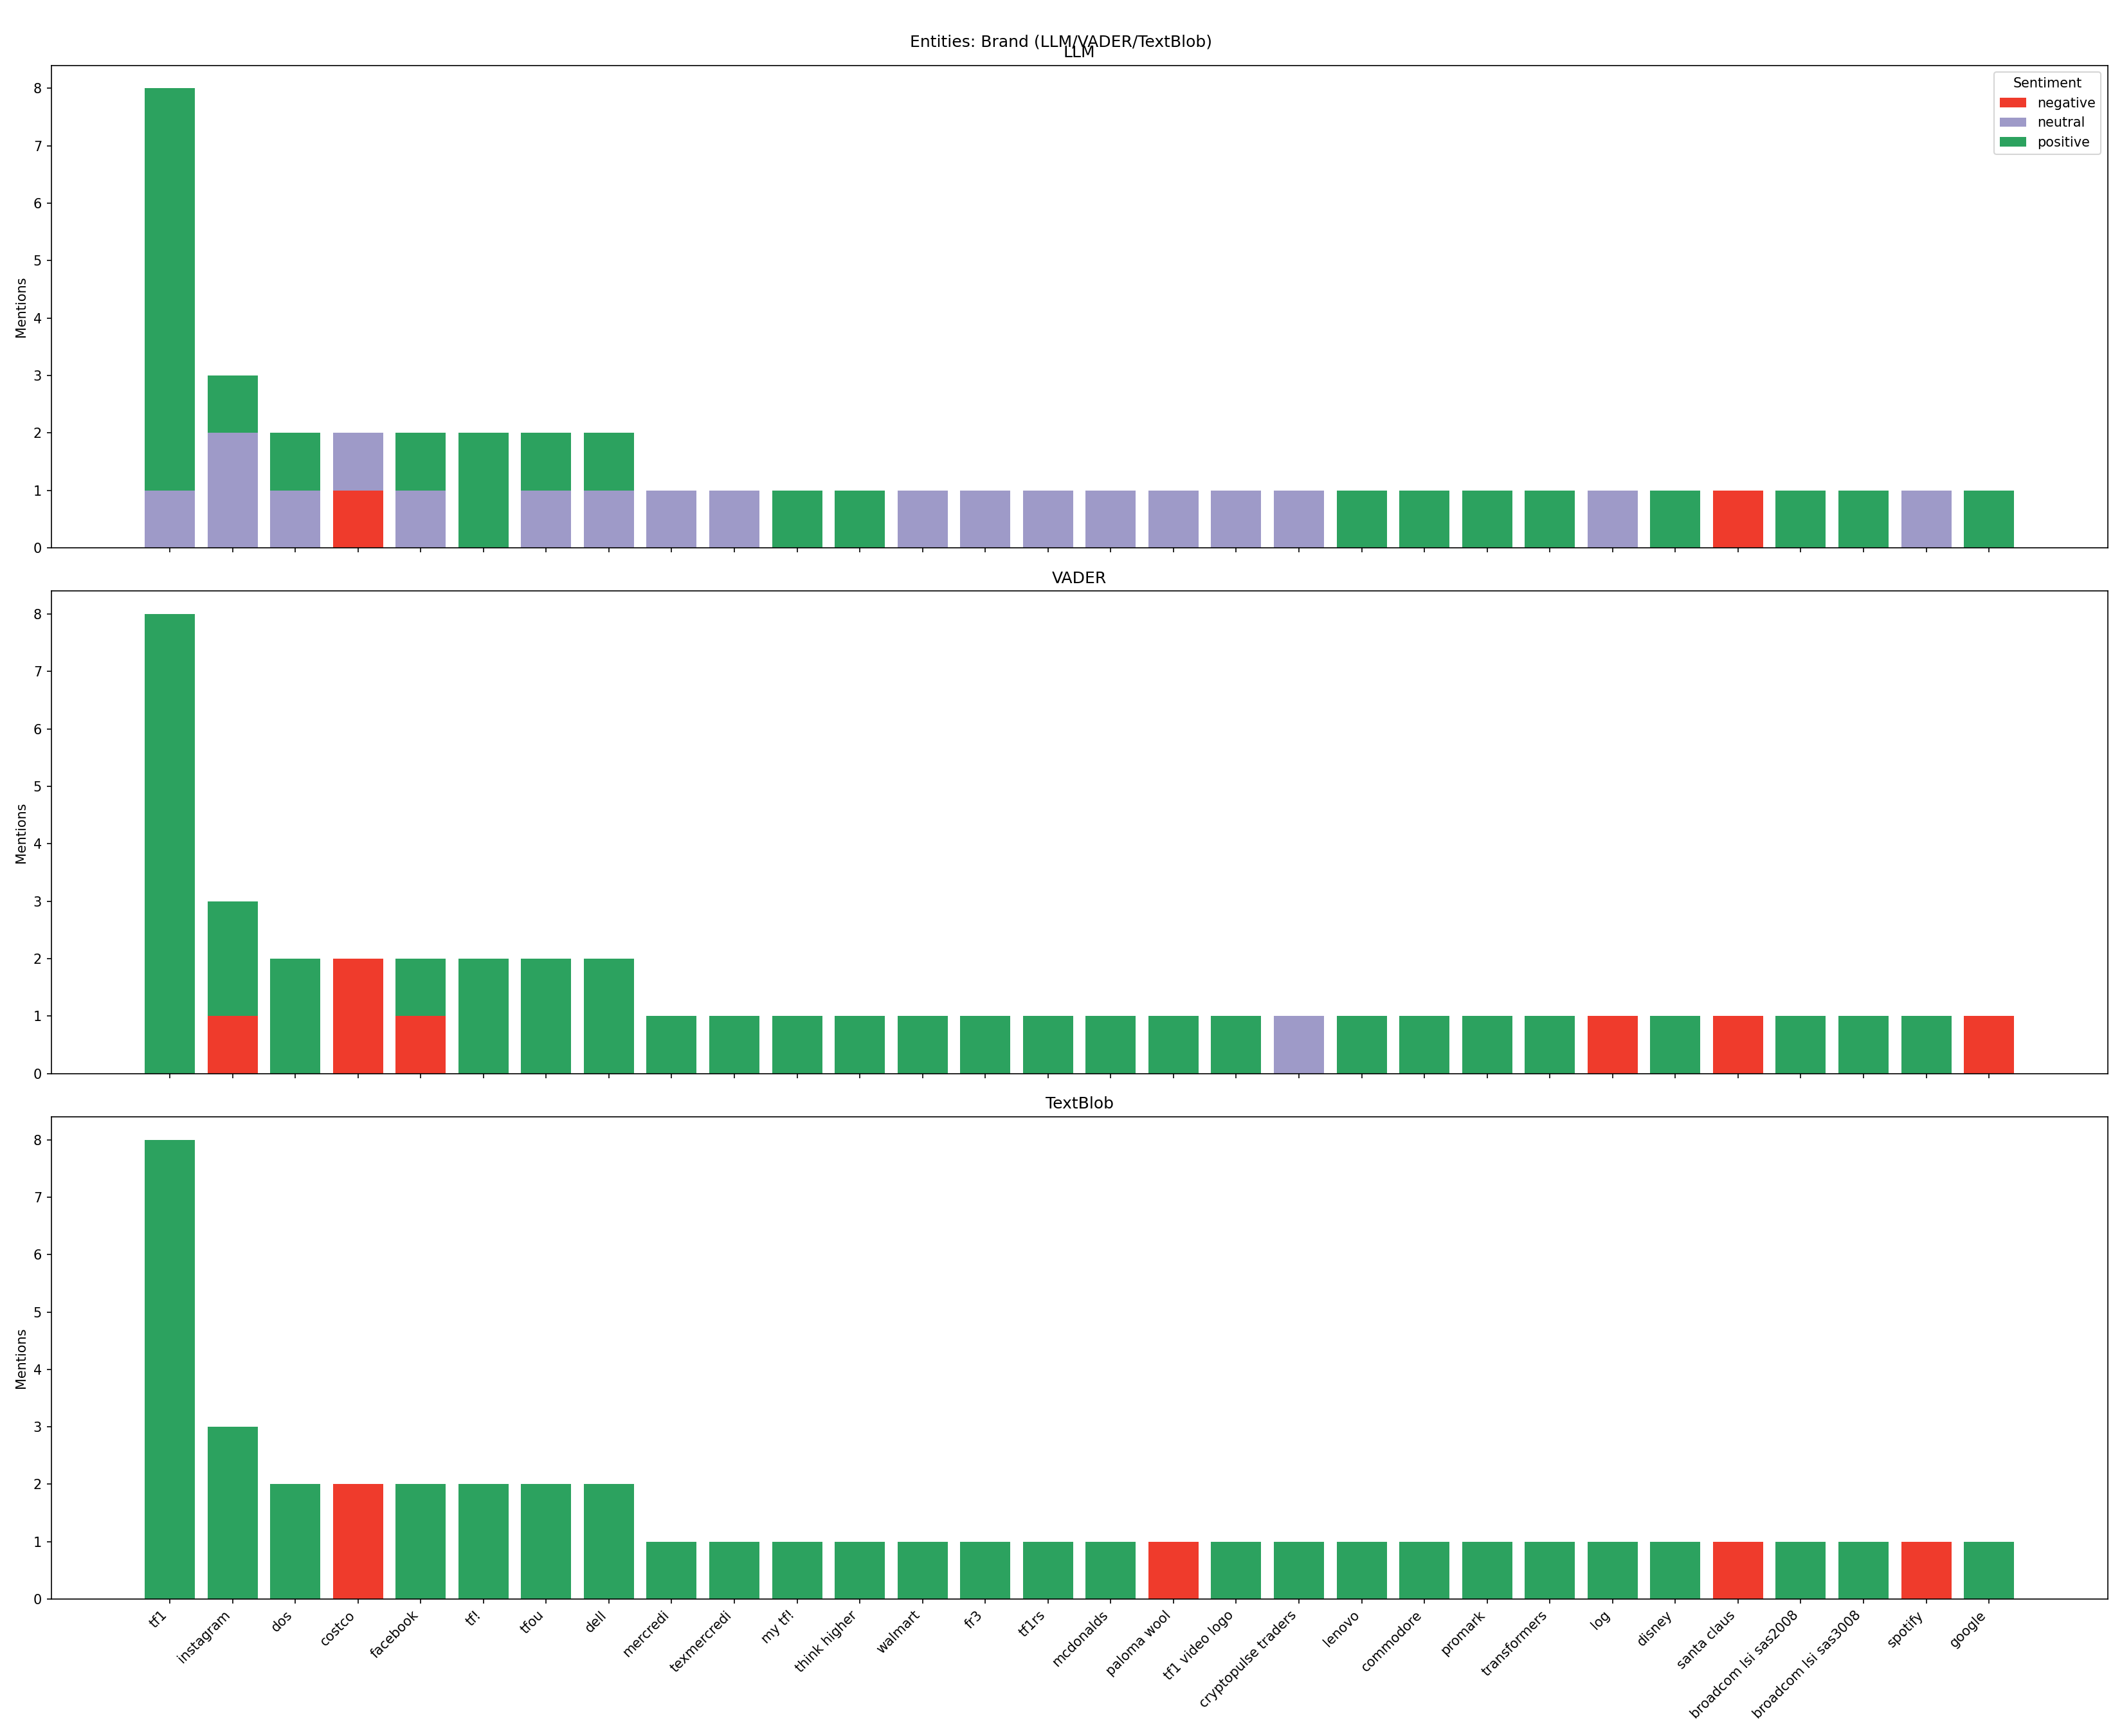 Entities: Brand (LLM/VADER/TextBlob)
LLM
Sentiment
negative
neutral
positive
Mentions
8
7
6
5
4
3
2
1
0
VADER
Mentions
8
7
6
5
4
3
2
1
0
TextBlob
Mentions
8
7
6
5
4
3
2
1
0
tf1
instagram
dos
costco
facebook
tf!
tfou
dell
mercredi
texmercredi
my tf!
think higher
walmart
fr3
tf1rs
mcdonalds
paloma wool
tf1 video logo
cryptopulse traders
lenovo
commodore
promark
transformers
log
disney
santa claus
broadcom lsi sas2008
broadcom lsi sas3008
spotify
google